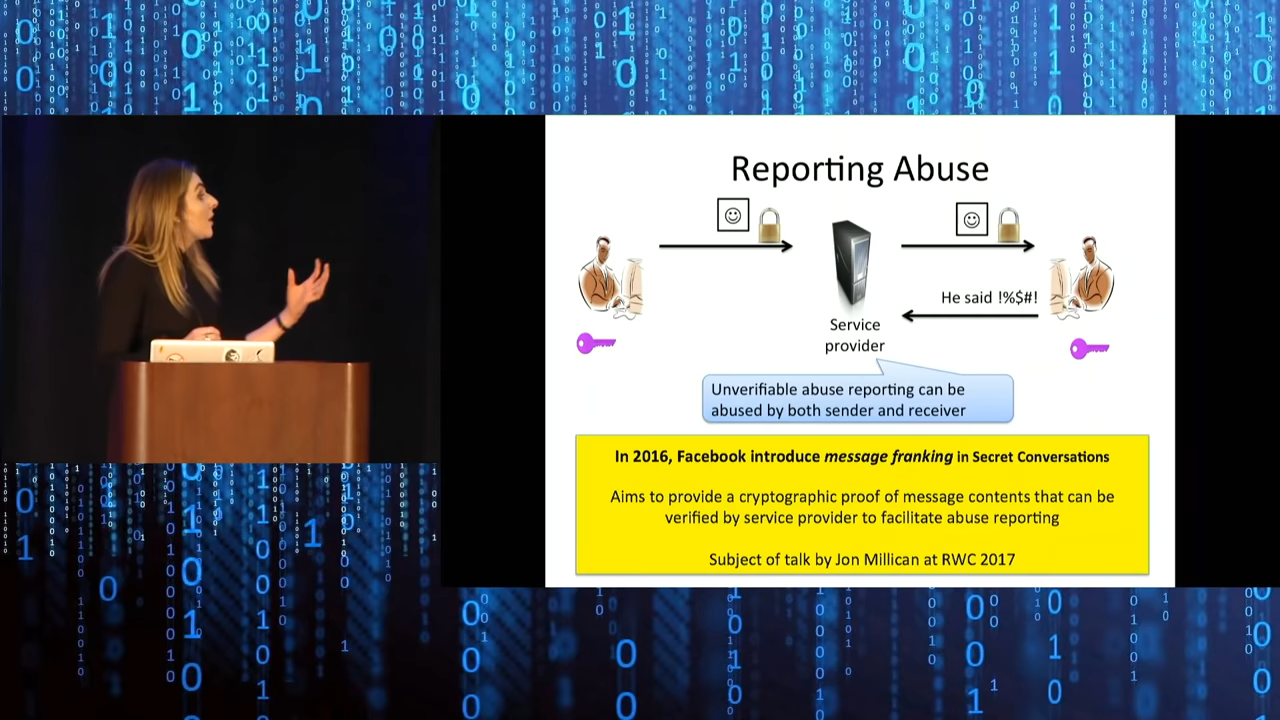 Reporting Abuse
He said !%$#!
Service
provider
Unverifiable abuse reporting can be
abused by both sender and receiver
In 2016, Facebook introduce message franking in Secret Conversations
Aims to provide a cryptographic proof of message contents that can be
verified by service provider to facilitate abuse reporting
Subject of talk by Jon Millican at RWC 2017